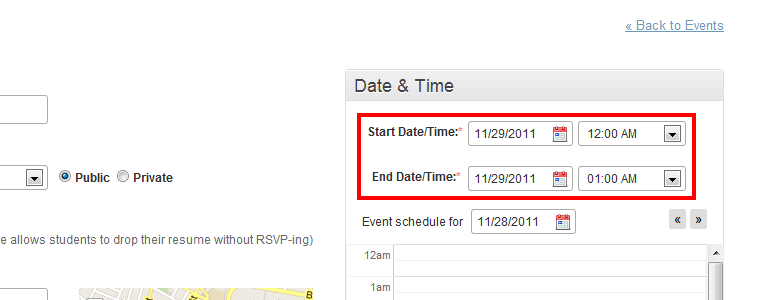 « Back to Events
Date & Time
Start Date/Time:* 11/29/2011 12:00 AM
Public Private
End Date/Time:* 11/29/2011 01:00 AM
Event schedule for 11/28/2011 « »
e allows students to drop their resume without RSVP-ing)
12am
1am
B